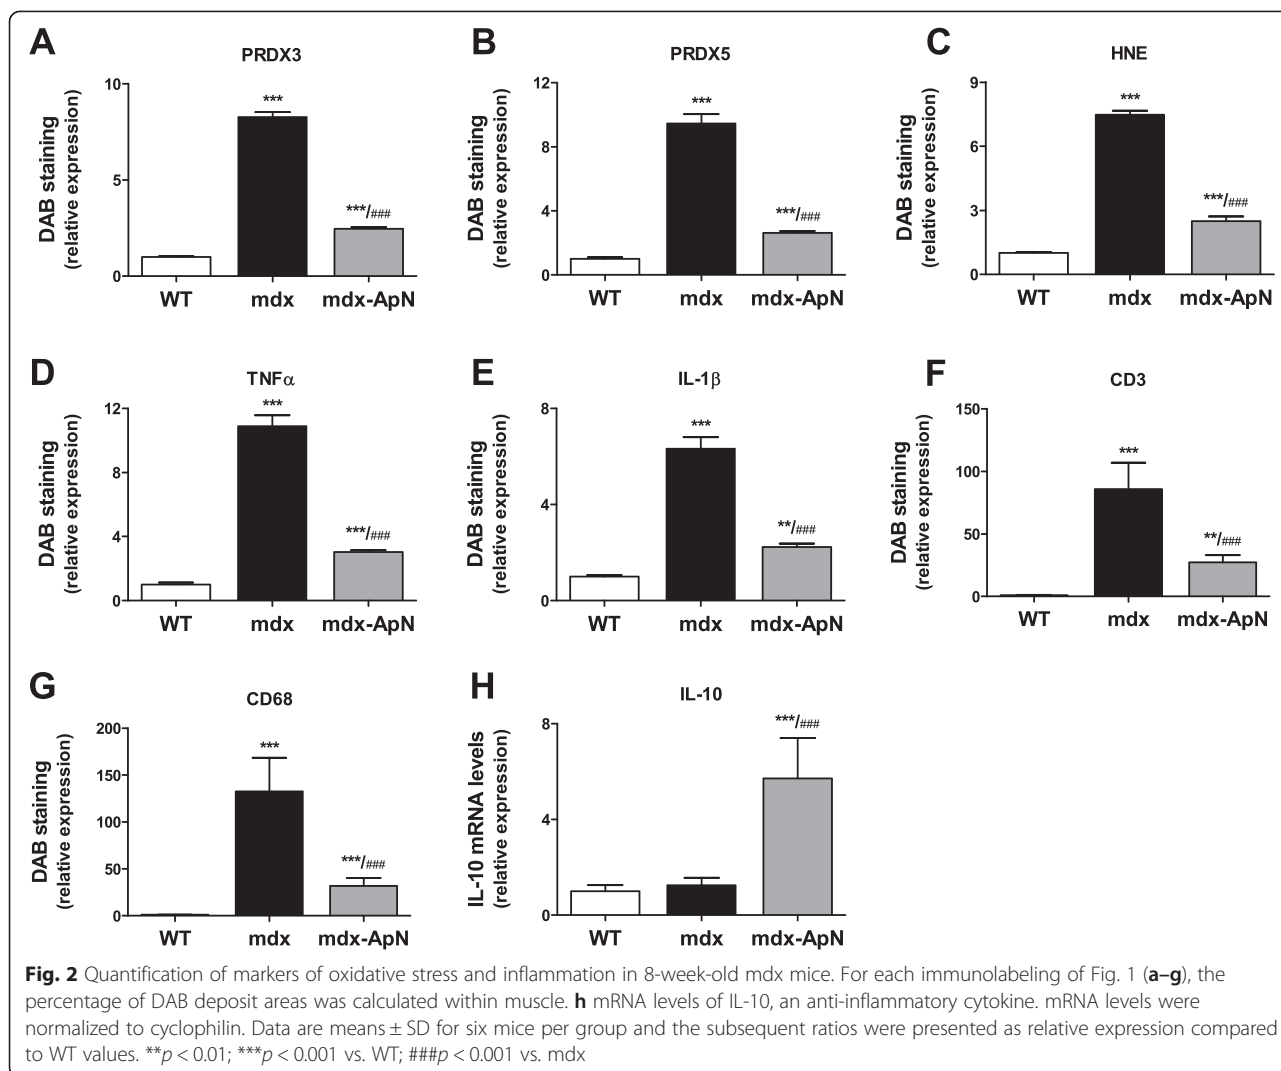 A
PRDX3
DAB staining
(relative expression)
10
5
0
***
***/###
WT mdx mdx-ApN
B
PRDX5
DAB staining
(relative expression)
12
8
4
0
***
***/###
WT mdx mdx-ApN
C
HNE
DAB staining
(relative expression)
9
6
3
0
***
***/###
WT mdx mdx-ApN
D
TNFα
DAB staining
(relative expression)
12
8
4
0
***
***/###
WT mdx mdx-ApN
E
IL-1β
DAB staining
(relative expression)
8
4
0
***
**/###
WT mdx mdx-ApN
F
CD3
DAB staining
(relative expression)
150
100
50
0
***
**/###
WT mdx mdx-ApN
G
CD68
DAB staining
(relative expression)
200
150
100
50
0
***
***/###
WT mdx mdx-ApN
H
IL-10
IL-10 mRNA levels
(relative expression)
8
4
0
***/###
WT mdx mdx-ApN
Fig. 2 Quantification of markers of oxidative stress and inflammation in 8-week-old mdx mice. For each immunolabeling of Fig. 1 (a–g), the
percentage of DAB deposit areas was calculated within muscle. h mRNA levels of IL-10, an anti-inflammatory cytokine. mRNA levels were
normalized to cyclophilin. Data are means ± SD for six mice per group and the subsequent ratios were presented as relative expression compared
to WT values. **p < 0.01; ***p < 0.001 vs. WT; ###p < 0.001 vs. mdx